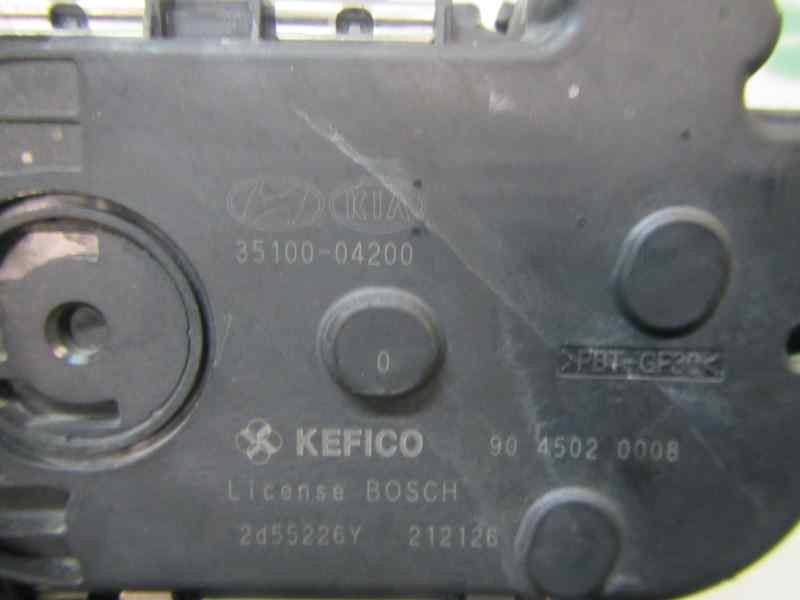 KIA
35100-04200
0
>PBT-GF30<
KEFICO
90 4502 0008
License BOSCH
2d55226Y 212126